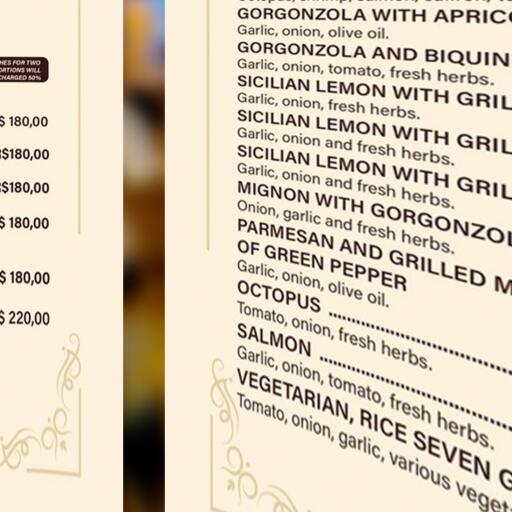 HES FOR TWO
ORTIONS WILL
CHARGED 50%
$ 180,00
$180,00
$180,00
$ 180,00
$ 180,00
$ 220,00
GORGONZOLA WITH APRICO
Garlic, onion, olive oil.
GORGONZOLA AND BIQUIN
Garlic, onion, tomato, fresh herbs.
SICILIAN LEMON WITH GRIL
Garlic, onion, fresh herbs.
SICILIAN LEMON WITH GRIL
Garlic, onion and fresh herbs.
SICILIAN LEMON WITH GRIL
Garlic, onion and fresh herbs.
MIGNON WITH GORGONZOL
Onion, garlic and fresh herbs.
PARMESAN AND GRILLED M
OF GREEN PEPPER
Garlic, onion, olive oil.
OCTOPUS
Tomato, onion, fresh herbs.
SALMON
Garlic, onion, tomato, fresh herbs.
VEGETARIAN, RICE SEVEN G
Tomato, onion, garlic, various veget